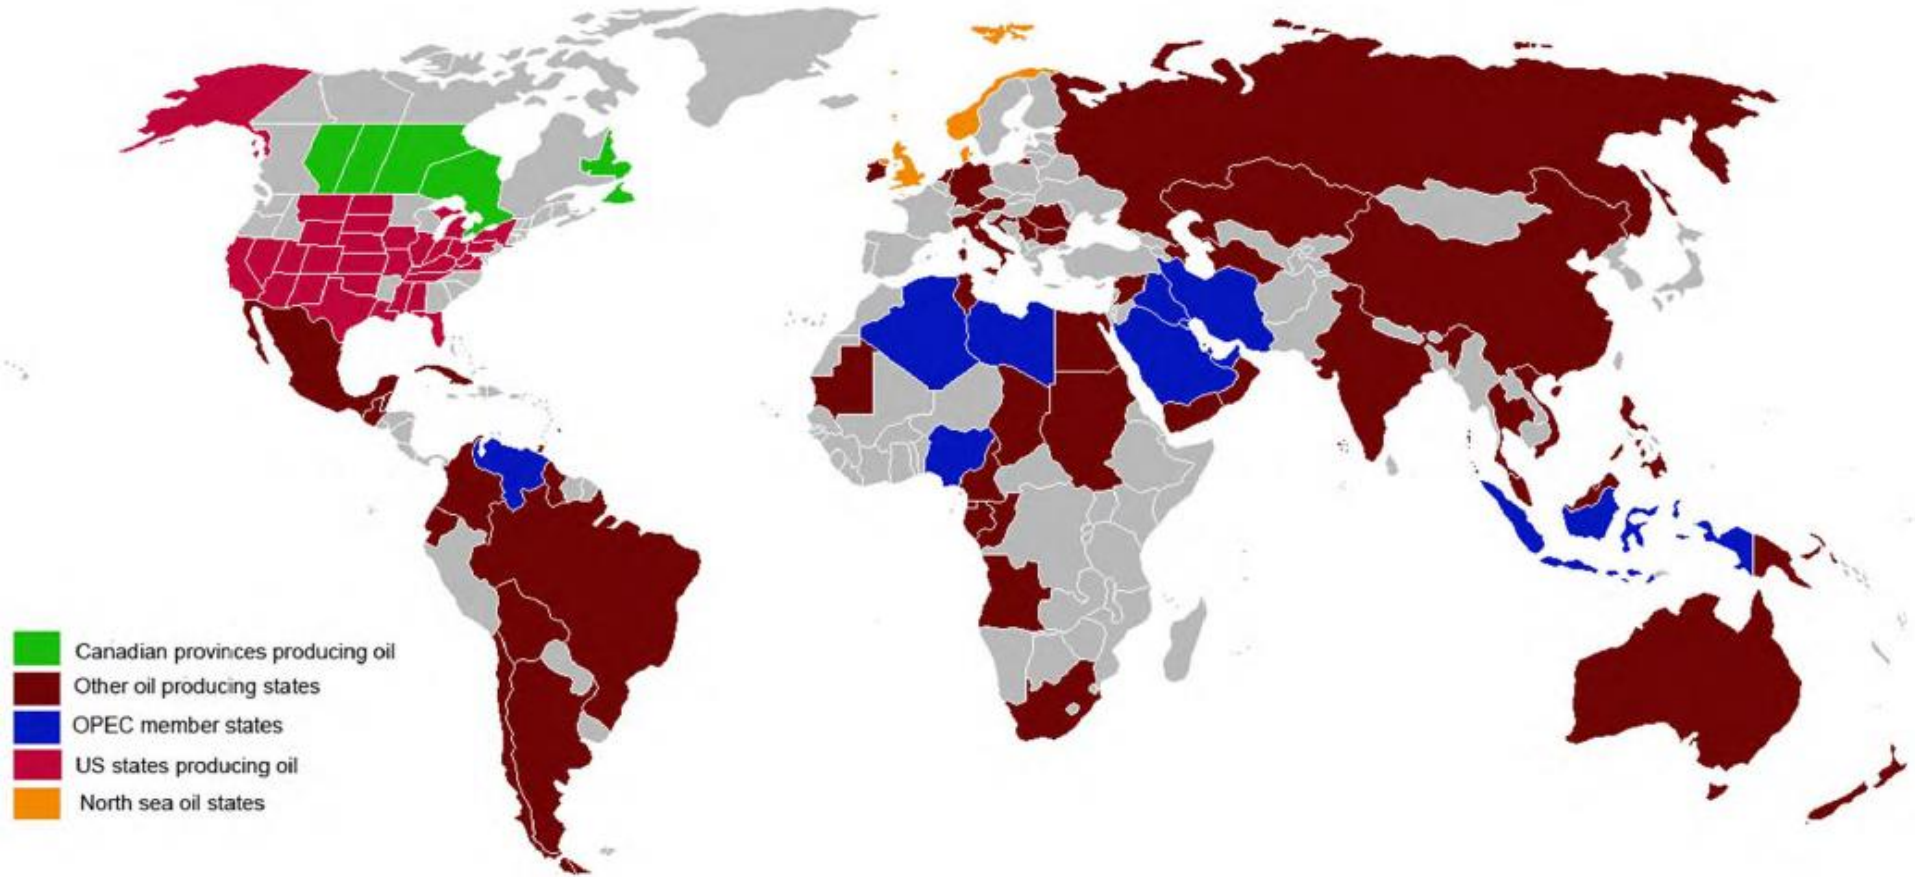 Canadian provinces producing oil
Other oil producing states
OPEC member states
US states producing oil
North sea oil states